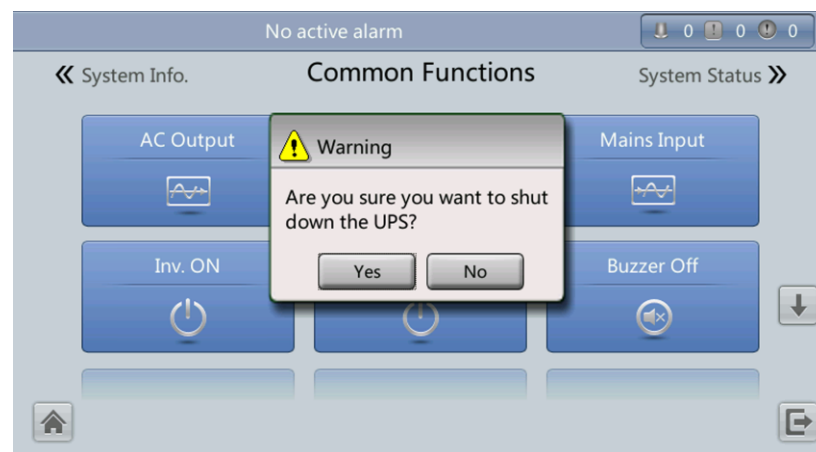 No active alarm
0 0 0
System Info.
Common Functions
System Status
AC Output
Warning
Mains Input
Are you sure you want to shut
down the UPS?
Yes
No
Inv. ON
Buzzer Off